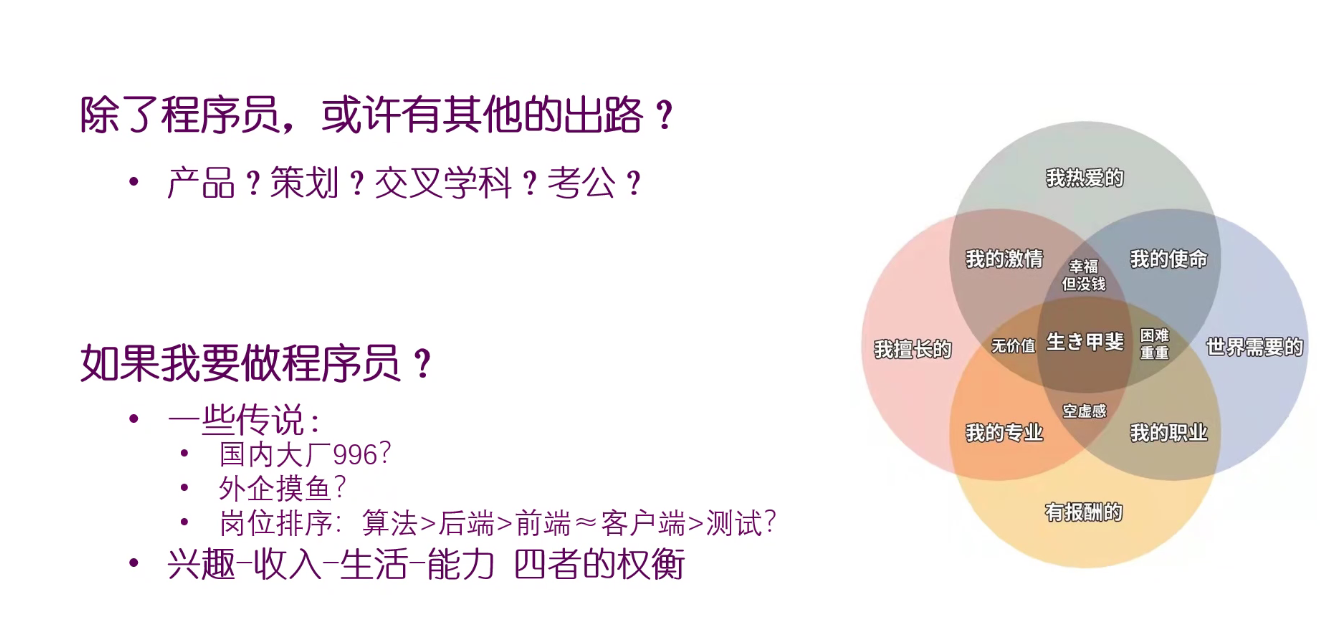 除了程序员，或许有其他的出路？
• 产品？策划？交叉学科？考公？
如果我要做程序员？
• 一些传说：
• 国内大厂996？
• 外企摸鱼？
• 岗位排序：算法>后端>前端≈客户端>测试？
• 兴趣-收入-生活-能力 四者的权衡
我热爱的
我的激情
幸福
但没钱
我的使命
我擅长的
无价值
生き甲斐
困难
重重
世界需要的
我的专业
空虚感
我的职业
有报酬的